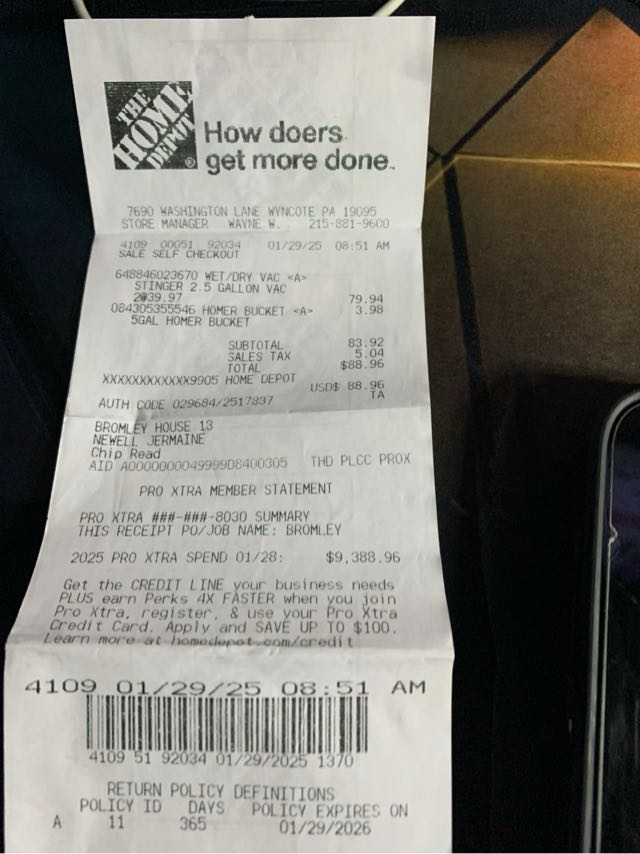 THE
HOME
DEPOT
®
How doers
get more done.
7690 WASHINGTON LANE WYNCOTE PA 19095
STORE MANAGER WAYNE W. 215-881-9600
4109 00051 92034 01/29/25 08:51 AM
SALE SELF CHECKOUT
648846023670 WET/DRY VAC <A>
STINGER 2.5 GALLON VAC
2@39.97 79.94
084305355546 HOMER BUCKET <A> 3.98
5GAL HOMER BUCKET
SUBTOTAL 83.92
SALES TAX 5.04
TOTAL $88.96
XXXXXXXXXXXX9905 HOME DEPOT
USD$ 88.96
AUTH CODE 029684/2517837 TA
BROMLEY HOUSE 13
NEWELL JERMAINE
Chip Read
AID A0000000049999D8400305 THD PLCC PROX
PRO XTRA MEMBER STATEMENT
PRO XTRA ###-###-8030 SUMMARY
THIS RECEIPT PO/JOB NAME: BROMLEY
2025 PRO XTRA SPEND 01/28: $9,388.96
Get the CREDIT LINE your business needs
PLUS earn Perks 4X FASTER when you join
Pro Xtra, register, & use your Pro Xtra
Credit Card. Apply and SAVE UP TO $100.
Learn more at homedepot.com/credit
4109 01/29/25 08:51 AM
4109 51 92034 01/29/2025 1370
RETURN POLICY DEFINITIONS
POLICY ID DAYS POLICY EXPIRES ON
A 11 365 01/29/2026